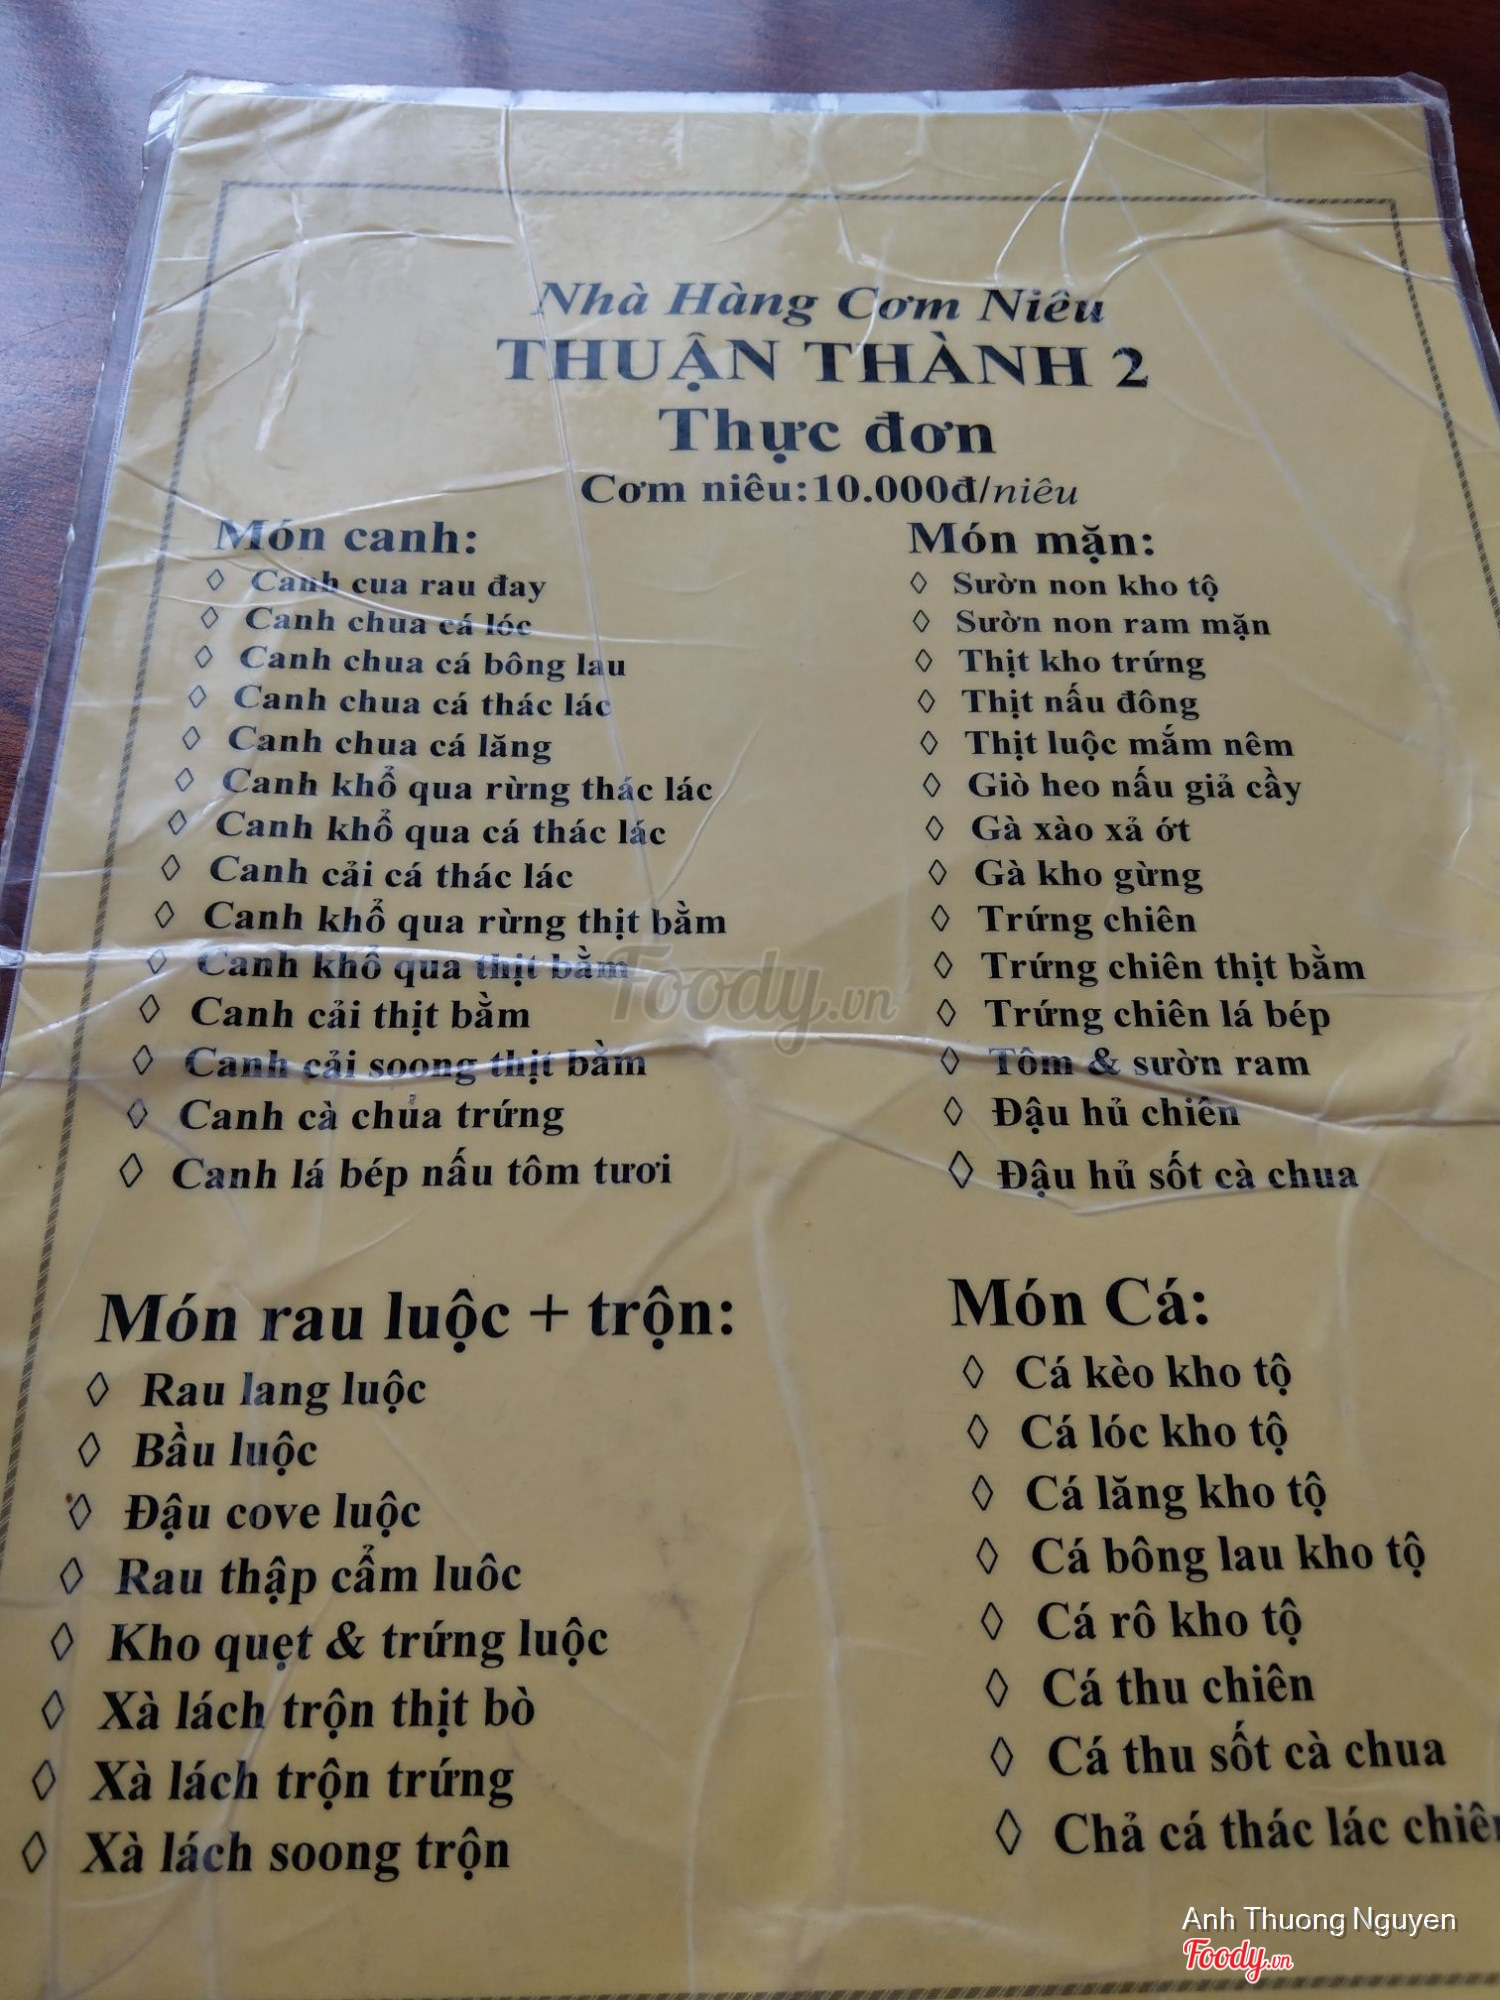 Nhà Hàng Cơm Niêu
THUẬN THÀNH 2
Thực đơn
Cơm niêu:10.000đ/niêu
Món canh:
◊ Canh cua rau đay
◊ Canh chua cá lóc
◊ Canh chua cá bông lau
◊ Canh chua cá thác lác
◊ Canh chua cá lăng
◊ Canh khổ qua rừng thác lác
◊ Canh khổ qua cá thác lác
◊ Canh cải cá thác lác
◊ Canh khổ qua rừng thịt bằm
◊ Canh khổ qua thịt bằm
◊ Canh cải thịt bằm
◊ Canh cải soong thịt bằm
◊ Canh cà chua trứng
◊ Canh lá bép nấu tôm tươi
Món mặn:
◊ Sườn non kho tộ
◊ Sườn non ram mặn
◊ Thịt kho trứng
◊ Thịt nấu đông
◊ Thịt luộc mắm nêm
◊ Giò heo nấu giả cầy
◊ Gà xào xả ớt
◊ Gà kho gừng
◊ Trứng chiên
◊ Trứng chiên thịt bằm
◊ Trứng chiên lá bép
◊ Tôm & sườn ram
◊ Đậu hủ chiên
◊ Đậu hủ sốt cà chua
Món rau luộc + trộn:
◊ Rau lang luộc
◊ Bầu luộc
◊ Đậu cove luộc
◊ Rau thập cẩm luôc
◊ Kho quẹt & trứng luộc
◊ Xà lách trộn thịt bò
◊ Xà lách trộn trứng
◊ Xà lách soong trộn
Món Cá:
◊ Cá kèo kho tộ
◊ Cá lóc kho tộ
◊ Cá lăng kho tộ
◊ Cá bông lau kho tộ
◊ Cá rô kho tộ
◊ Cá thu chiên
◊ Cá thu sốt cà chua
◊ Chả cá thác lác chiên
Foody.vn
Anh Thuong Nguyen
Foody.vn